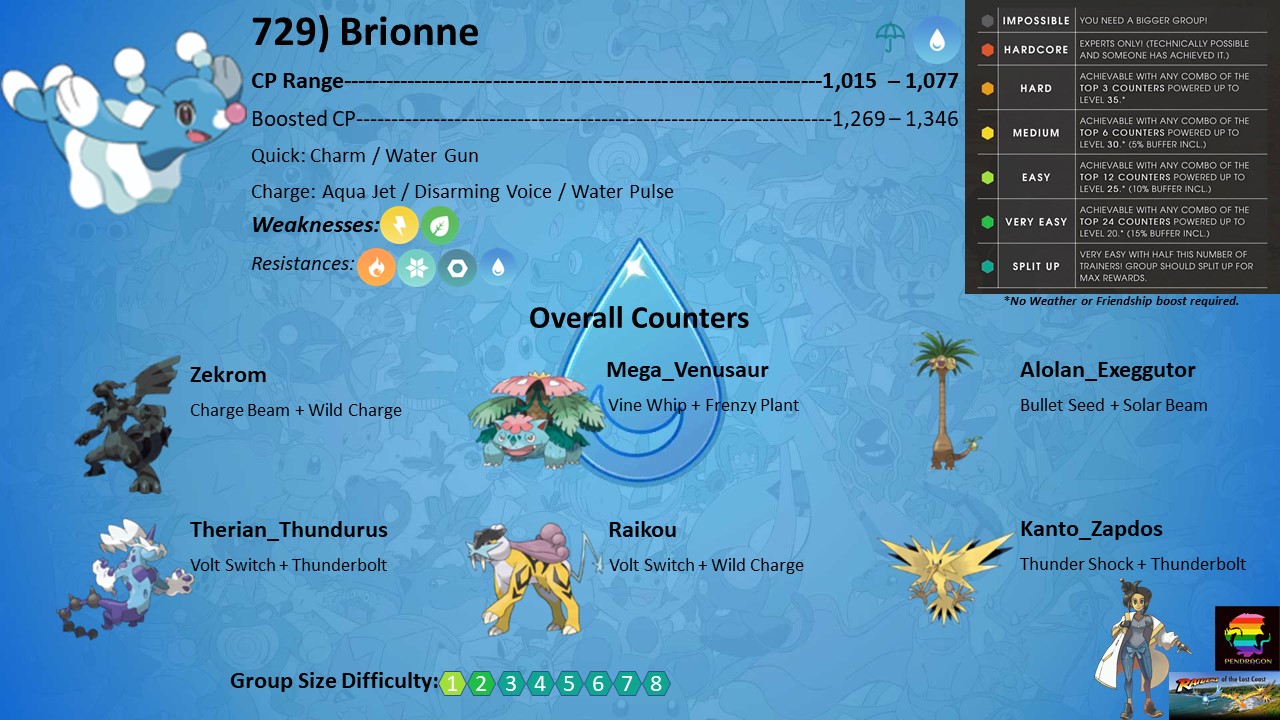 729) Brionne
CP Range--------------------------------------------------------------------1,015 – 1,077
Boosted CP--------------------------------------------------------------------1,269 – 1,346
Quick: Charm / Water Gun
Charge: Aqua Jet / Disarming Voice / Water Pulse
Weaknesses:
Resistances:
IMPOSSIBLE YOU NEED A BIGGER GROUP!
HARDCORE EXPERTS ONLY! (TECHNICALLY POSSIBLE
AND SOMEONE HAS ACHIEVED IT.)
HARD ACHIEVABLE WITH ANY COMBO OF THE
TOP 3 COUNTERS POWERED UP TO
LEVEL 35.*
MEDIUM ACHIEVABLE WITH ANY COMBO OF THE
TOP 6 COUNTERS POWERED UP TO
LEVEL 30.* (5% BUFFER INCL.)
EASY ACHIEVABLE WITH ANY COMBO OF THE
TOP 12 COUNTERS POWERED UP TO
LEVEL 25.* (10% BUFFER INCL.)
VERY EASY ACHIEVABLE WITH ANY COMBO OF THE
TOP 24 COUNTERS POWERED UP TO
LEVEL 20.* (15% BUFFER INCL.)
SPLIT UP VERY EASY WITH HALF THIS NUMBER OF
TRAINERS! GROUP SHOULD SPLIT UP FOR
MAX REWARDS.
*No Weather or Friendship boost required.
Overall Counters
Zekrom
Charge Beam + Wild Charge
Mega_Venusaur
Vine Whip + Frenzy Plant
Alolan_Exeggutor
Bullet Seed + Solar Beam
Therian_Thundurus
Volt Switch + Thunderbolt
Raikou
Volt Switch + Wild Charge
Kanto_Zapdos
Thunder Shock + Thunderbolt
Group Size Difficulty: 1 2 3 4 5 6 7 8
PENDRAGON
RAIDERS of the Lost Coast